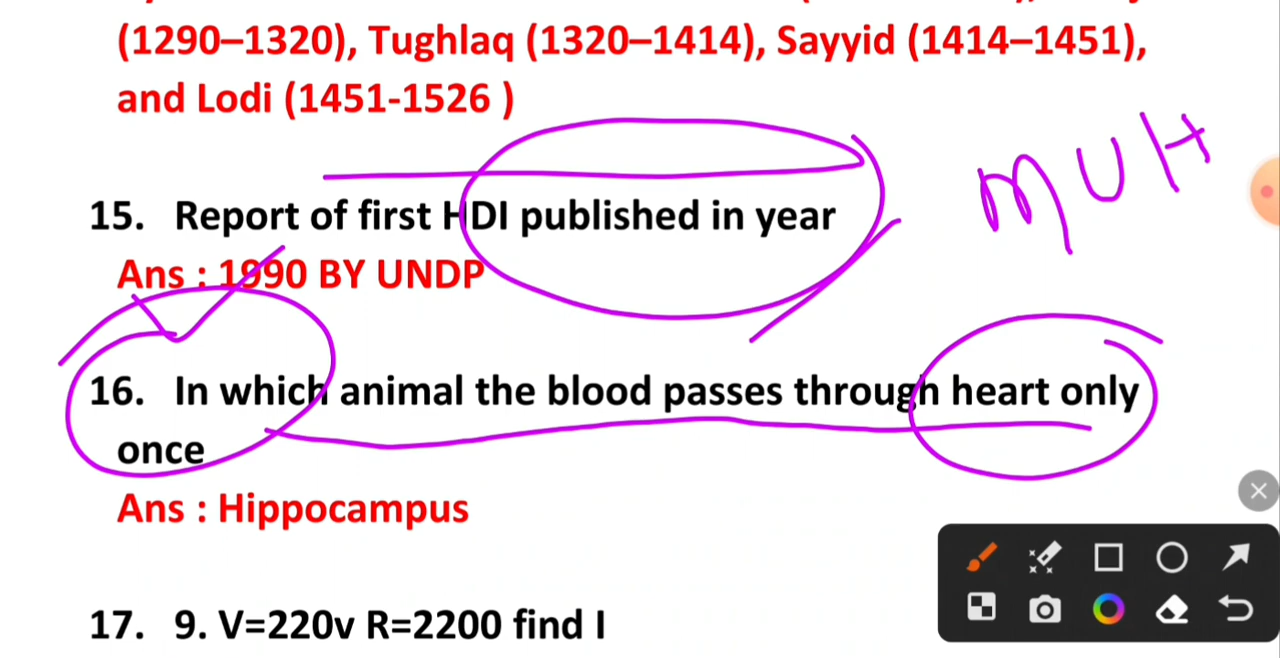 (1290–1320), Tughlaq (1320–1414), Sayyid (1414–1451),
and Lodi (1451-1526 )
MUH
15. Report of first HDI published in year
Ans : 1990 BY UNDP
16. In which animal the blood passes through heart only
once
Ans : Hippocampus
17. 9. V=220v R=2200 find I